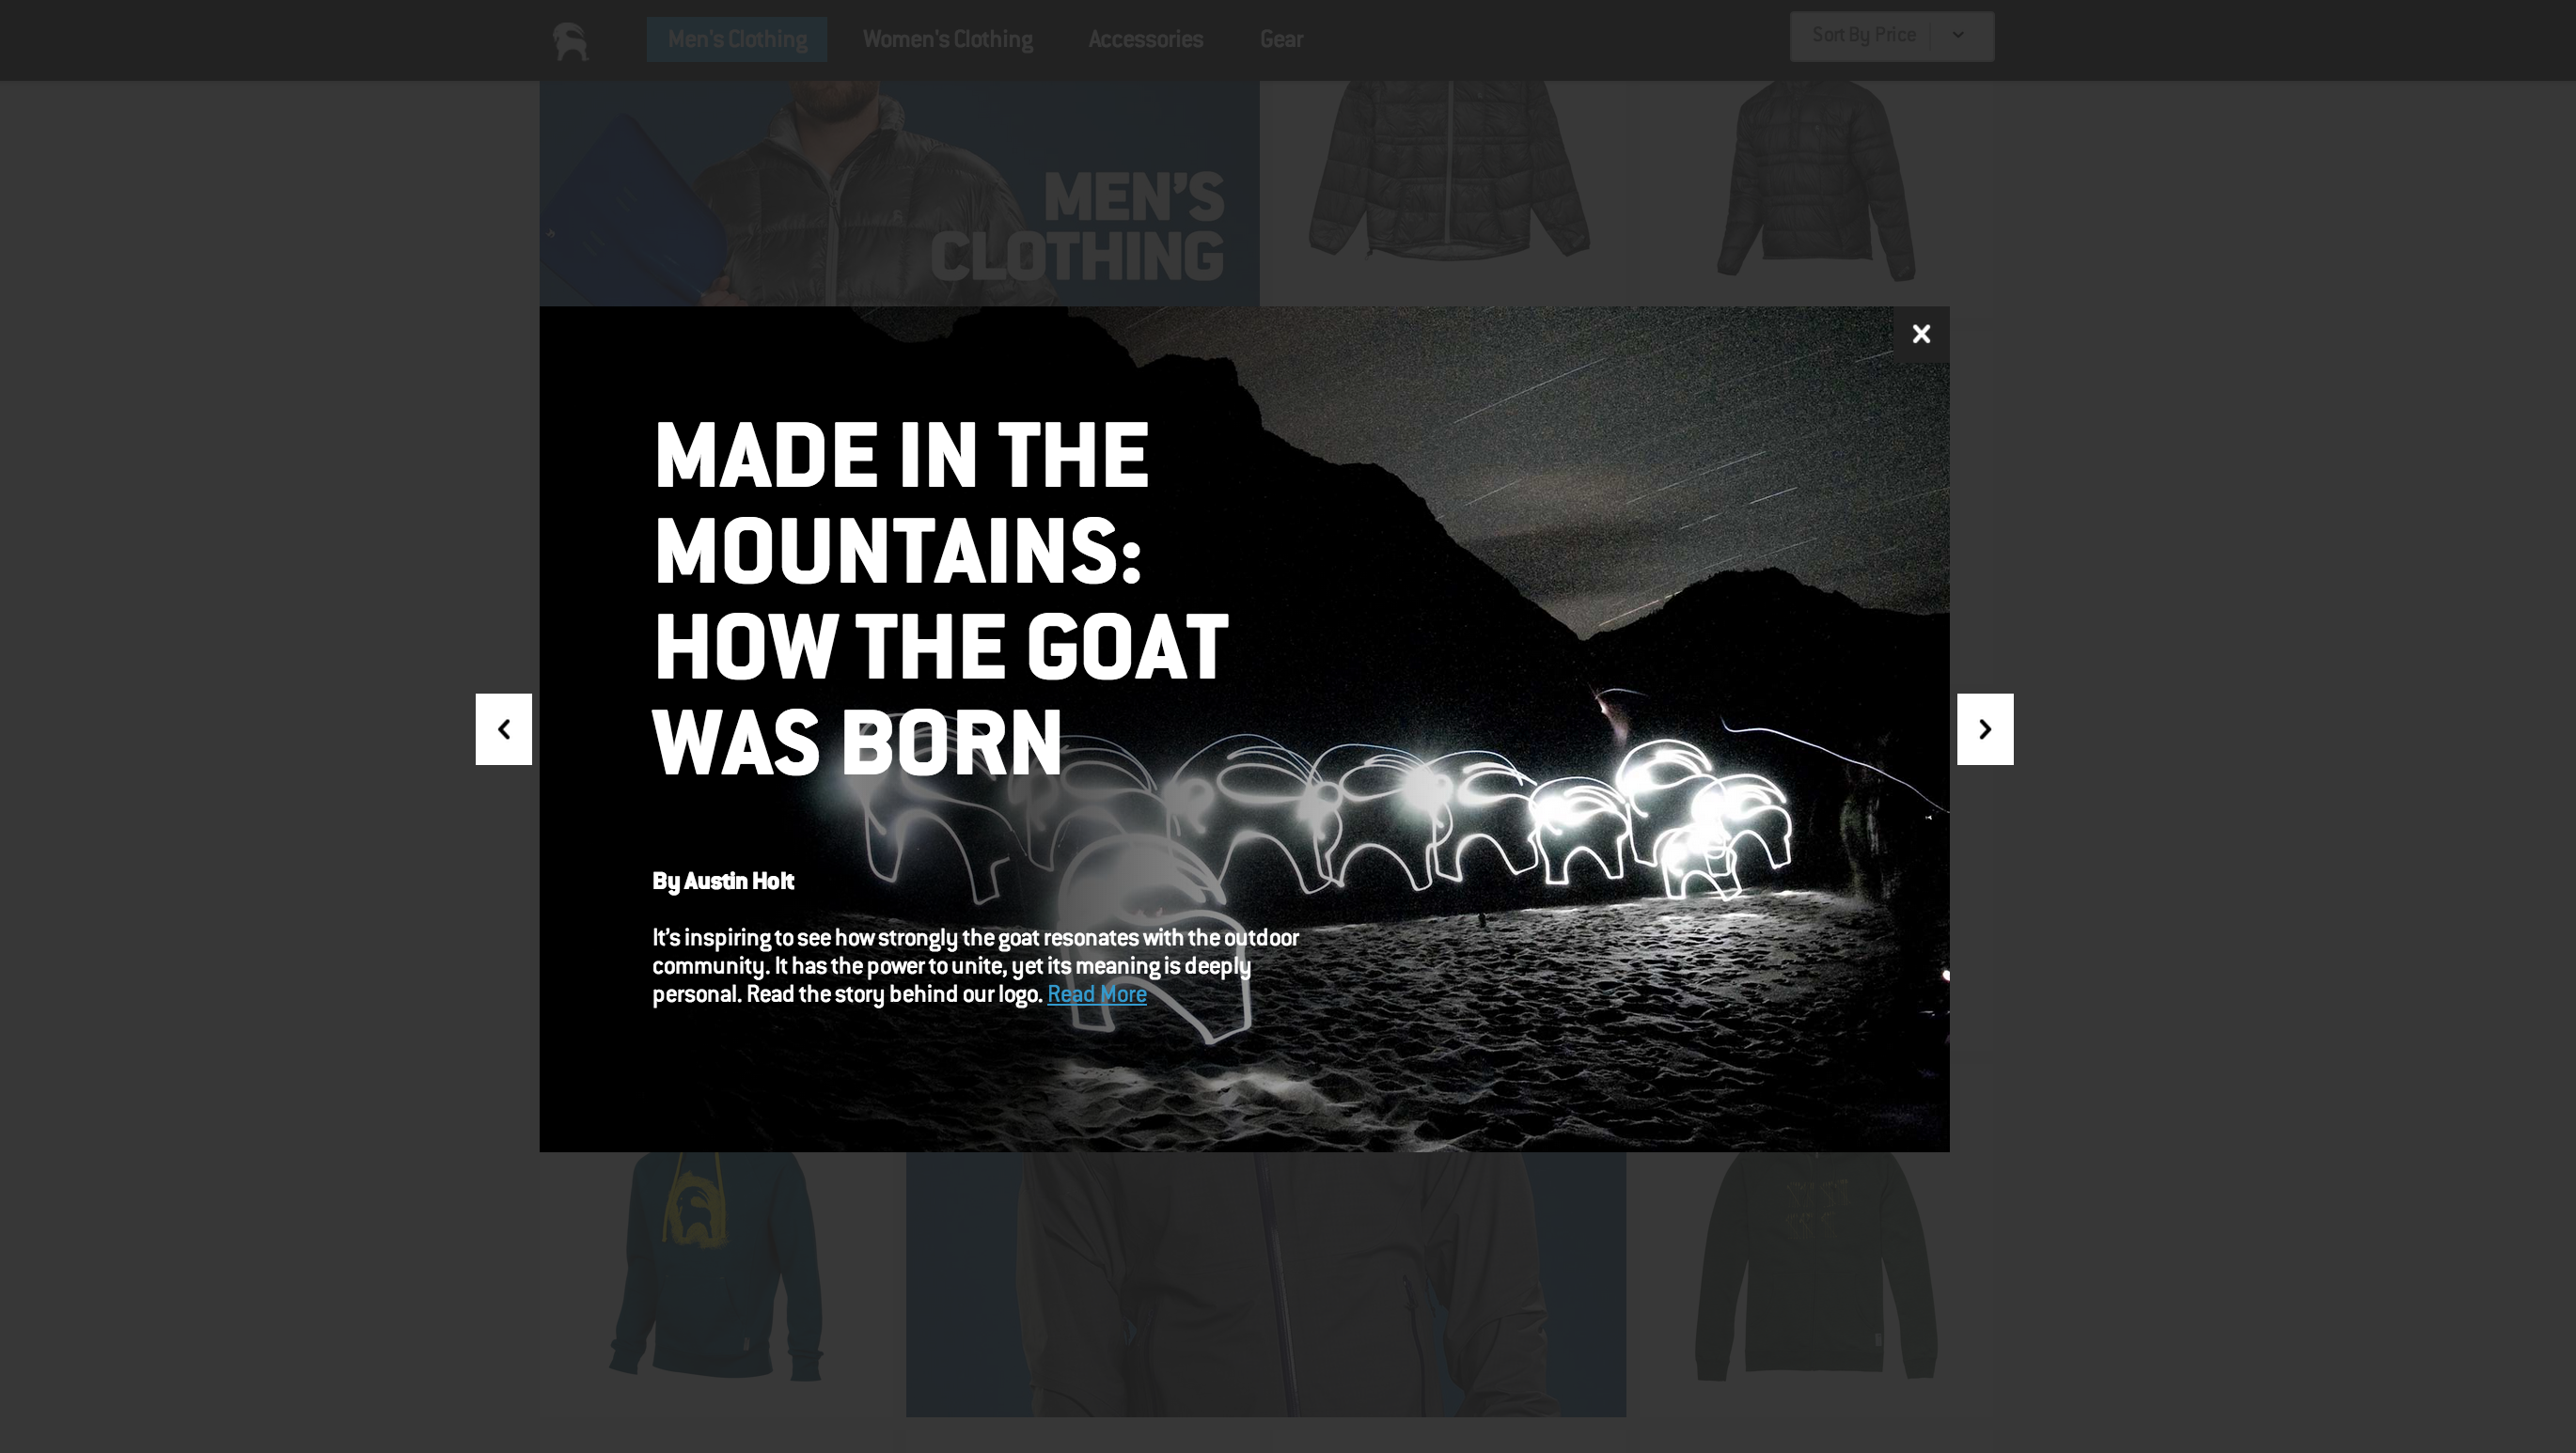 Men's Clothing
Women's Clothing
Accessories
Gear
Sort By Price
MEN'S
CLOTHING
MADE IN THE
MOUNTAINS:
HOW THE GOAT
WAS BORN
By Austin Holt
It's inspiring to see how strongly the goat resonates with the outdoor
community. It has the power to unite, yet its meaning is deeply
personal. Read the story behind our logo. Read More